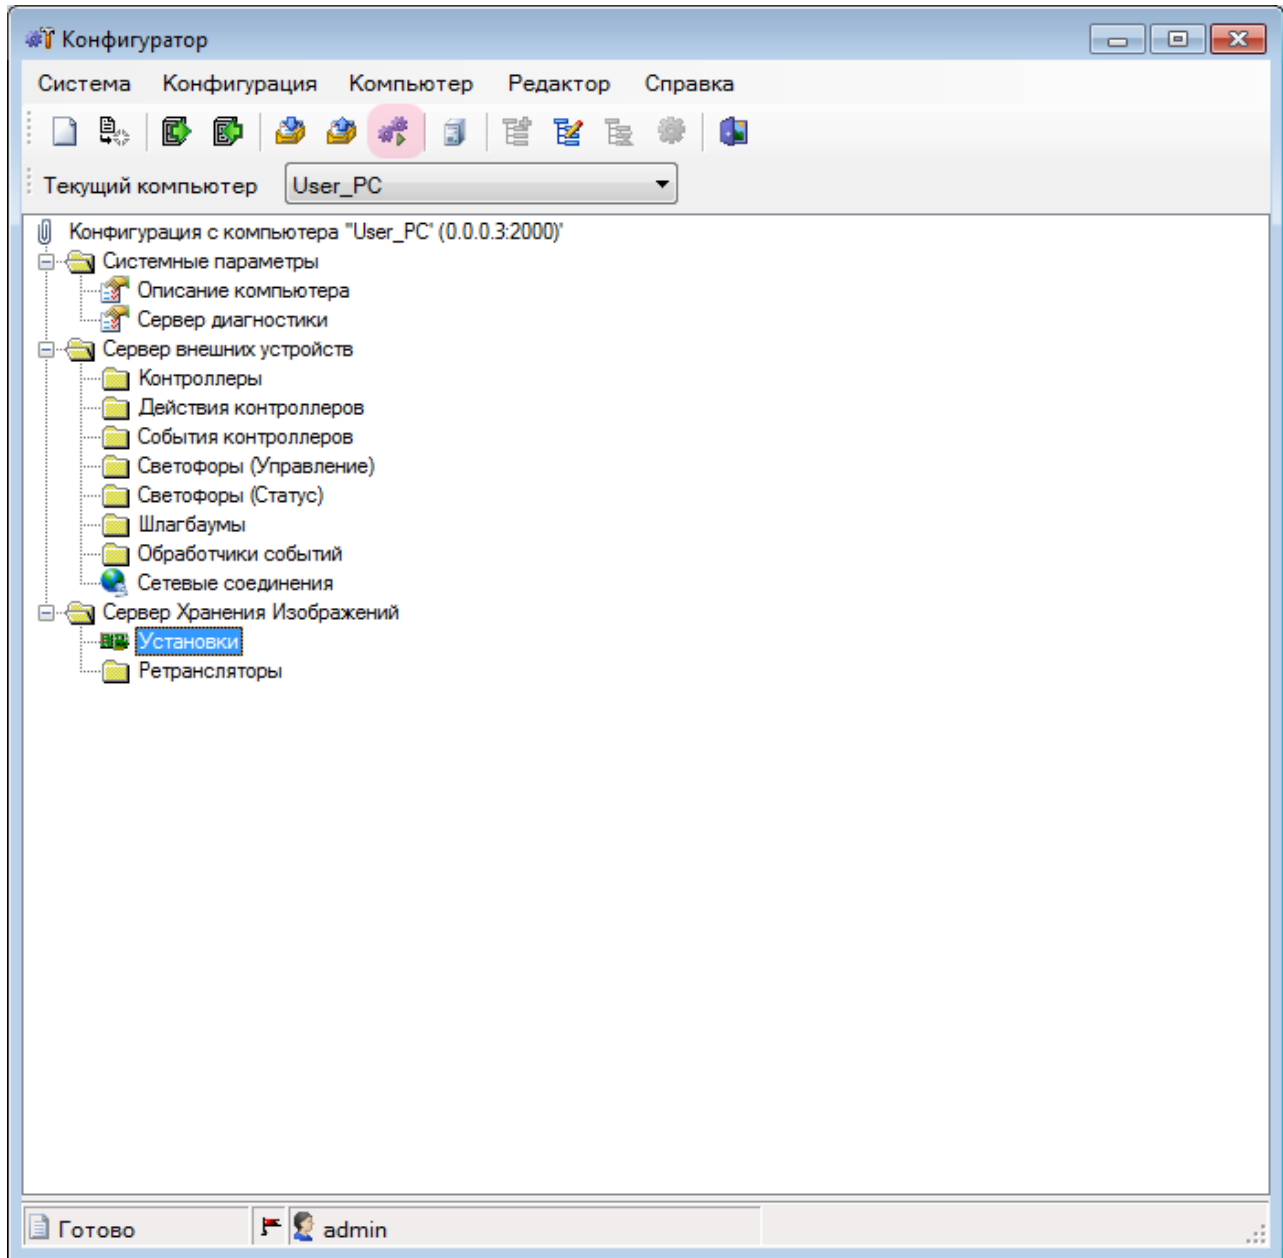 Конфигуратор
Система Конфигурация Компьютер Редактор Справка
Текущий компьютер User_PC
Конфигурация с компьютера "User_PC" (0.0.0.3:2000)'
Системные параметры
Описание компьютера
Сервер диагностики
Сервер внешних устройств
Контроллеры
Действия контроллеров
События контроллеров
Светофоры (Управление)
Светофоры (Статус)
Шлагбаумы
Обработчики событий
Сетевые соединения
Сервер Хранения Изображений
Установки
Ретрансляторы
Готово admin